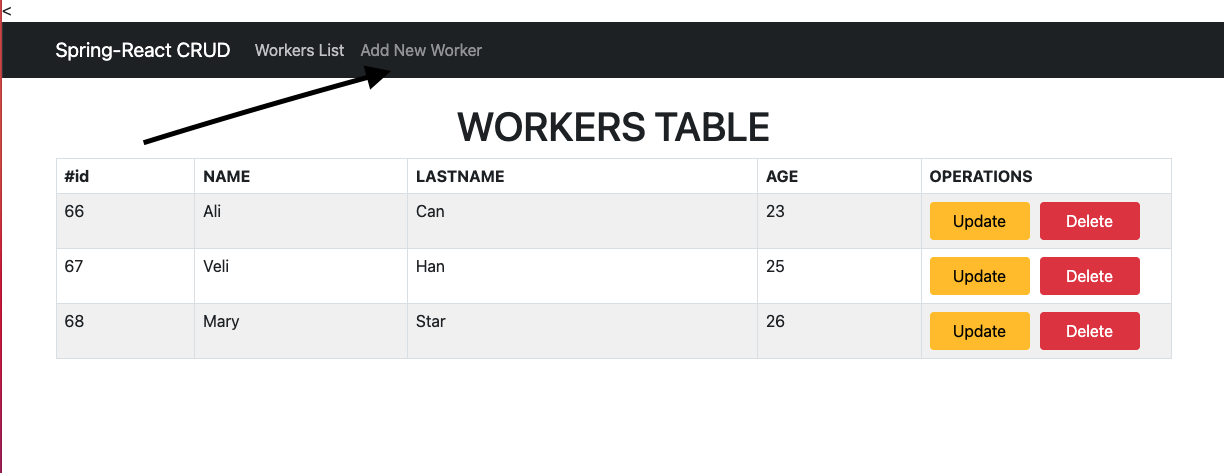 <
Spring-React CRUD Workers List Add New Worker
WORKERS TABLE
#id NAME LASTNAME AGE OPERATIONS
66 Ali Can 23 Update Delete
67 Veli Han 25 Update Delete
68 Mary Star 26 Update Delete